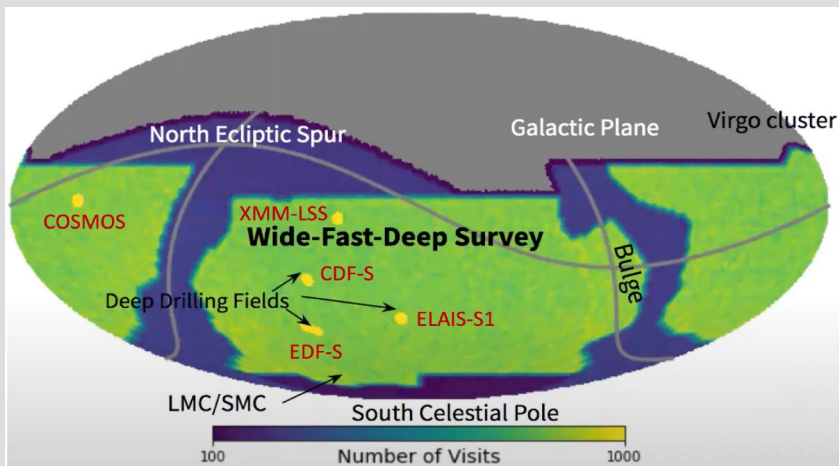 North Ecliptic Spur
Galactic Plane
Virgo cluster
COSMOS
XMM-LSS
Wide-Fast-Deep Survey
CDF-S
Bulge
Deep Drilling Fields
ELAIS-S1
EDF-S
LMC/SMC
South Celestial Pole
100
Number of Visits
1000